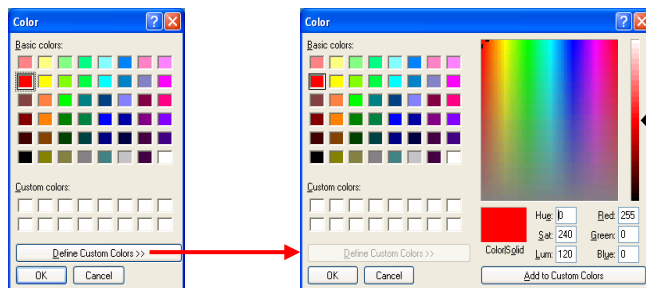 Color
Basic colors:
Custom colors:
Define Custom Colors >>
OK Cancel
Color
Basic colors:
Custom colors:
Define Custom Colors >>
OK Cancel
Color|Solid
Hue: 0 Red: 255
Sat: 240 Green: 0
Lum: 120 Blue: 0
Add to Custom Colors